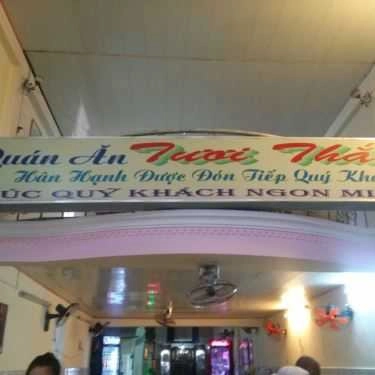 Quán Ăn Tươi
Hân Hạnh Được Đón Tiếp Quý
QUÝ KHÁCH NGON